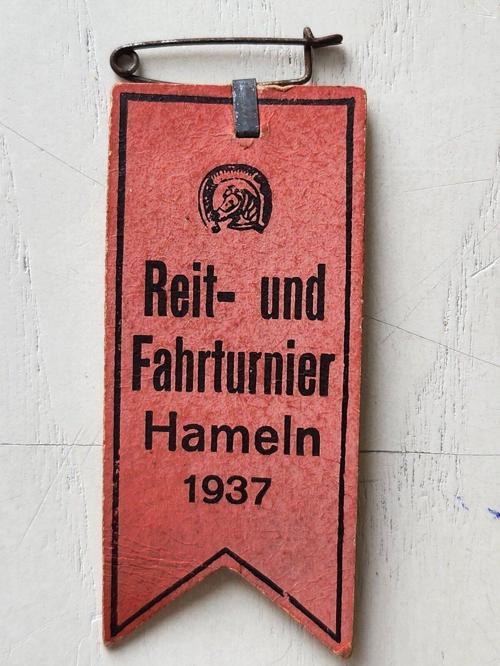 Reit- und
Fahrturnier
Hameln
1937